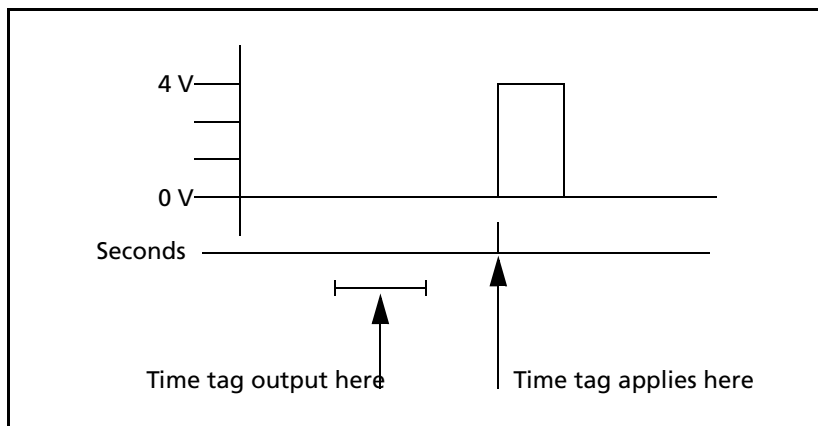 4 V
0 V
Seconds
Time tag output here
Time tag applies here